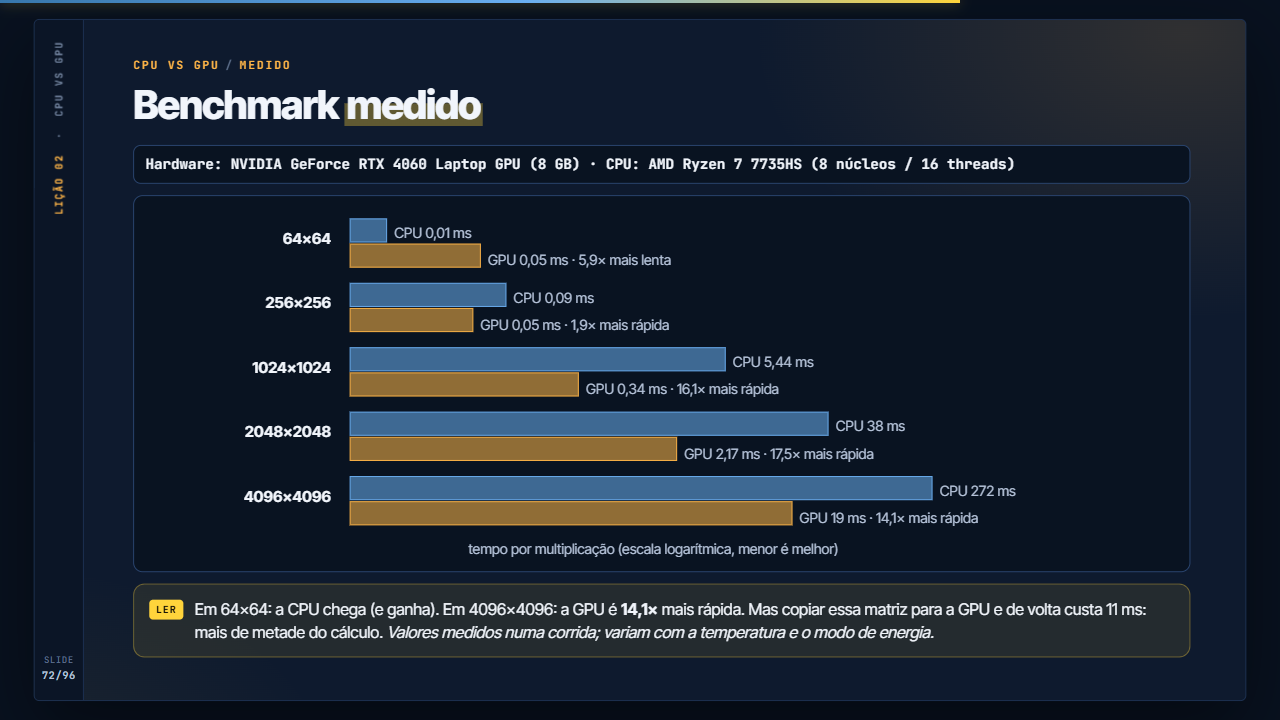 CPU VS GPU / MEDIDO
Benchmark medido
LIÇÃO 02 · CPU VS GPU
Hardware: NVIDIA GeForce RTX 4060 Laptop GPU (8 GB) · CPU: AMD Ryzen 7 7735HS (8 núcleos / 16 threads)
64×64
CPU 0,01 ms
GPU 0,05 ms · 5,9× mais lenta
256×256
CPU 0,09 ms
GPU 0,05 ms · 1,9× mais rápida
1024×1024
CPU 5,44 ms
GPU 0,34 ms · 16,1× mais rápida
2048×2048
CPU 38 ms
GPU 2,17 ms · 17,5× mais rápida
4096×4096
CPU 272 ms
GPU 19 ms · 14,1× mais rápida
tempo por multiplicação (escala logarítmica, menor é melhor)
LER
Em 64×64: a CPU chega (e ganha). Em 4096×4096: a GPU é 14,1× mais rápida. Mas copiar essa matriz para a GPU e de volta custa 11 ms:
mais de metade do cálculo. Valores medidos numa corrida; variam com a temperatura e o modo de energia.
SLIDE
72/96